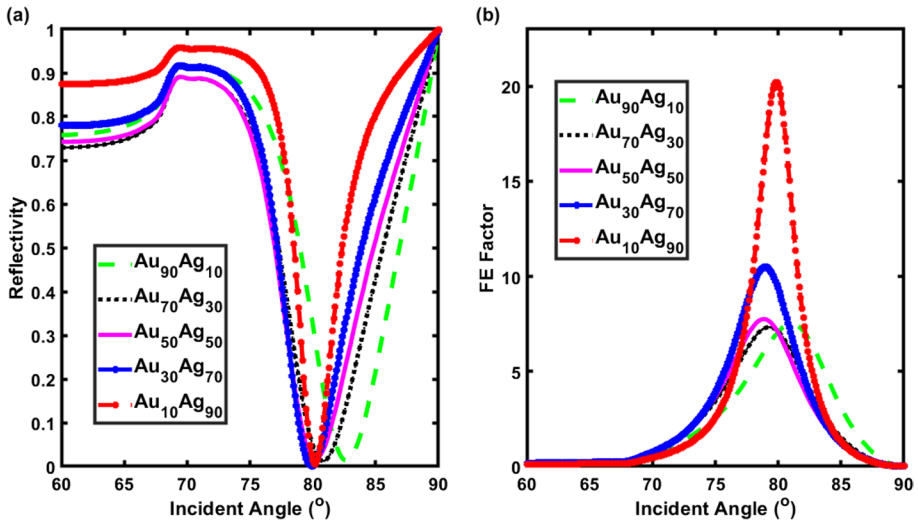 (a)
1
0.9
0.8
0.7
0.6
0.5
0.4
0.3
0.2
0.1
0
Reflectivity
Au90Ag10
Au70Ag30
Au50Ag50
Au30Ag70
Au10Ag90
60 65 70 75 80 85 90
Incident Angle (o)
(b)
20
15
10
5
0
FE Factor
Au90Ag10
Au70Ag30
Au50Ag50
Au30Ag70
Au10Ag90
60 65 70 75 80 85 90
Incident Angle (o)